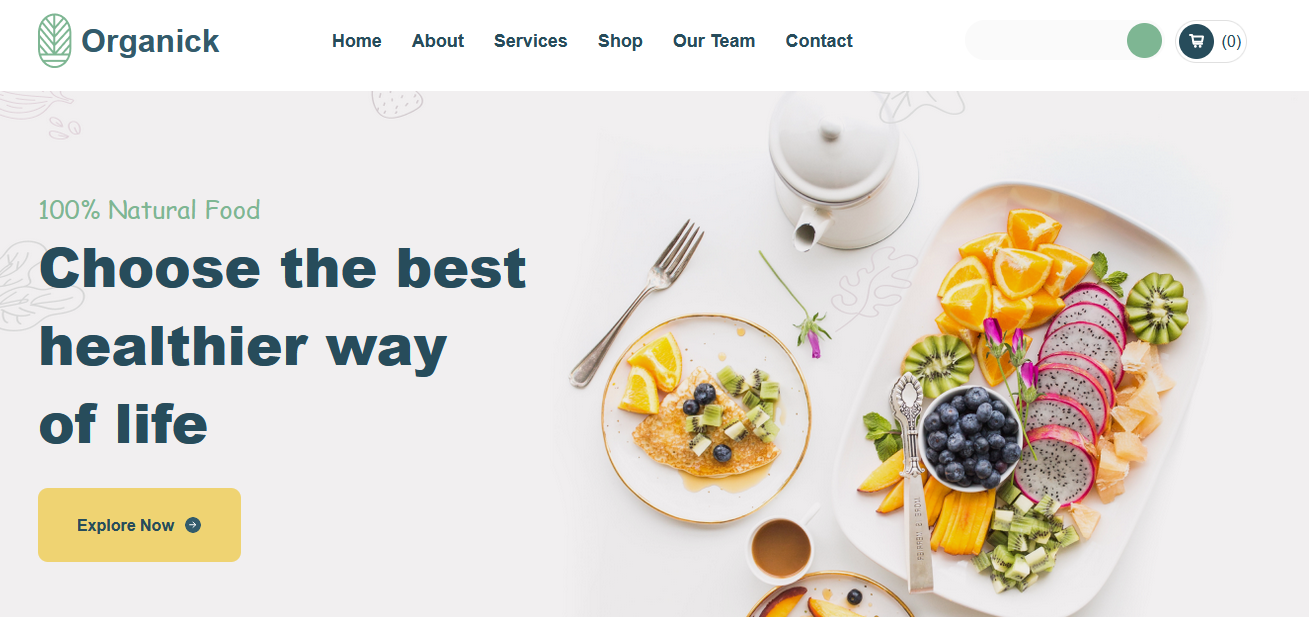 Organick
Home About Services Shop Our Team Contact
(0)
100% Natural Food
Choose the best
healthier way
of life
Explore Now